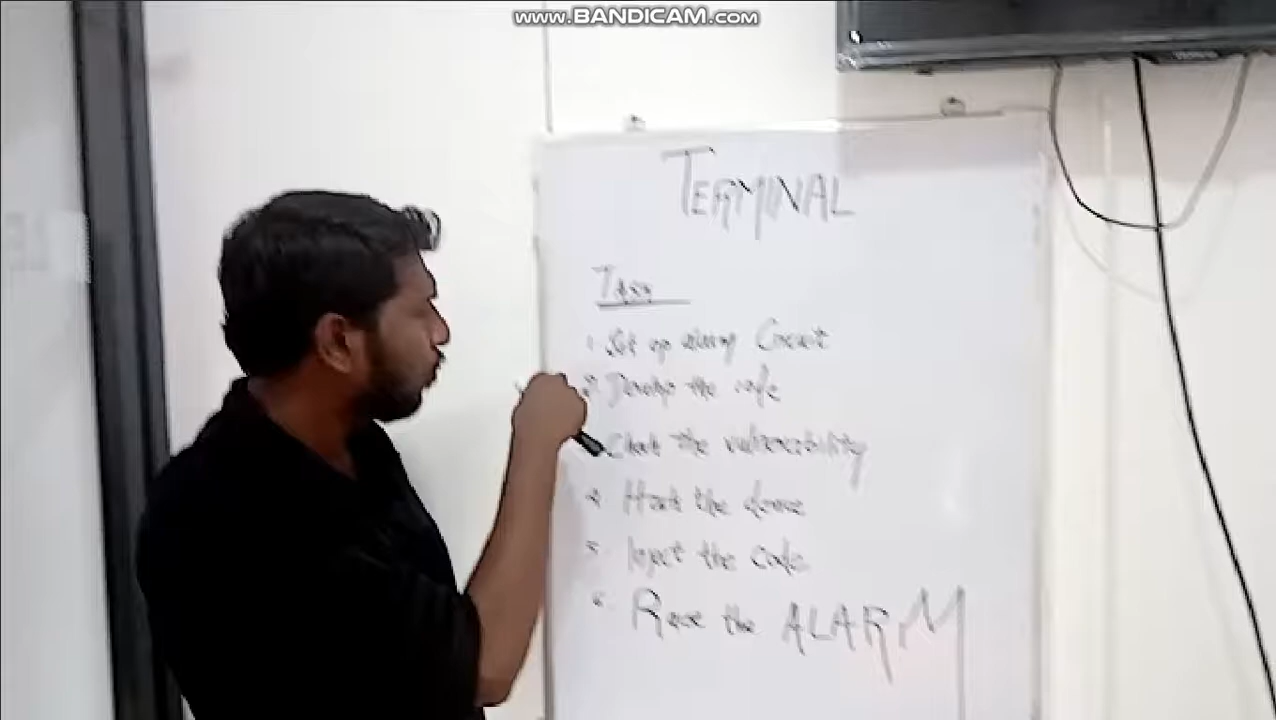 www.BANDICAM.com
TERMINAL
Task
1. Set up alarm Circuit
2. Develop the code
Check the vulnerability
4. Hack the device
5. Inject the code
6. Raise the ALARM